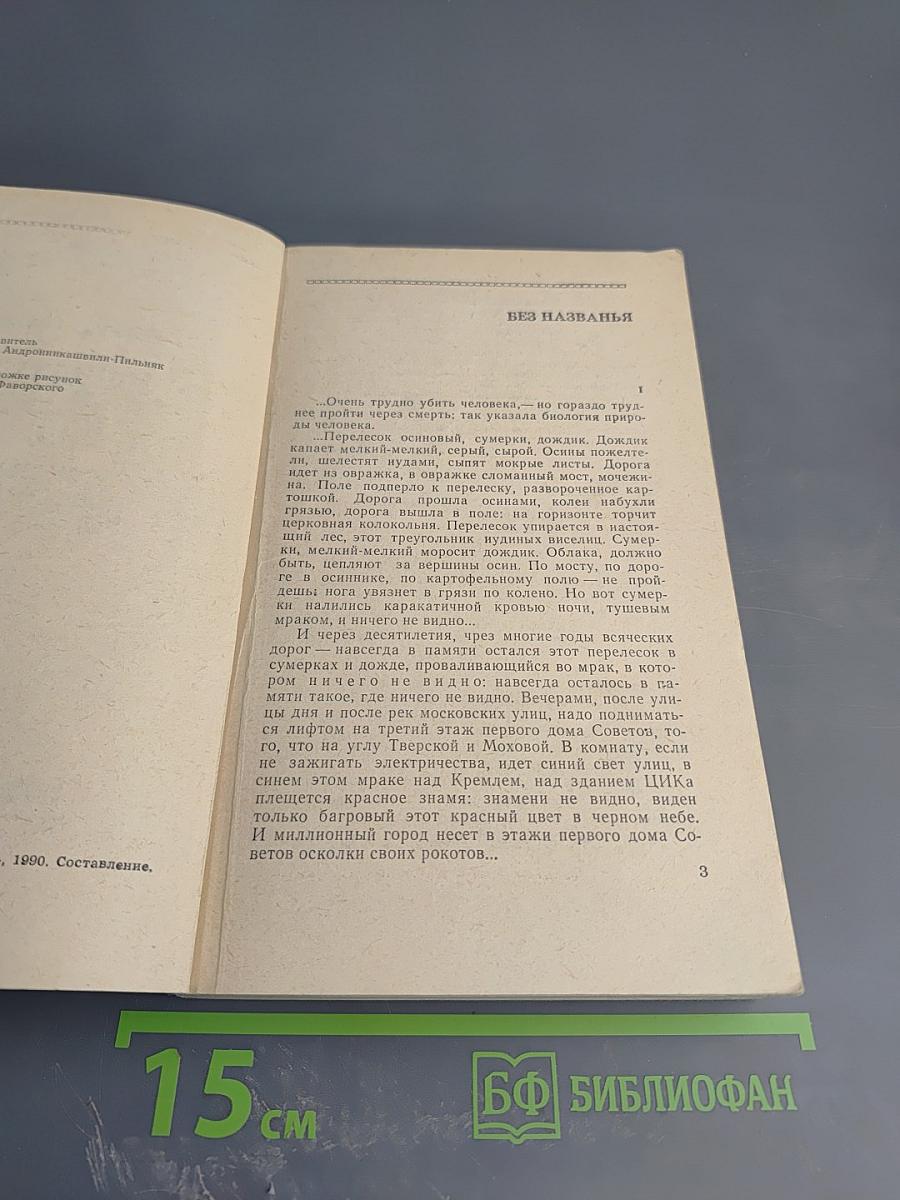 витель
Андроникашвили-Пильняк
ожке рисунок
Фаворского
1990. Составление,
БЕЗ НАЗВАНЬЯ
I
...Очень трудно убить человека,— но гораздо труд-
нее пройти через смерть: так указала биология приро-
ды человека.
...Перелесок осиновый, сумерки, дождик. Дождик
капает мелкий-мелкий, серый, сырой. Осины пожелте-
ли, шелестят иудами, сыпят мокрые листы. Дорога
идет из овражка, в овражке сломанный мост, мочежи-
на. Поле подперло к перелеску, развороченное кар-
тошкой. Дорога прошла осинами, колеи набухли
грязью, дорога вышла в поле: на горизонте торчит
церковная колокольня. Перелесок упирается в настоя-
щий лес, этот треугольник иудиных виселиц. Сумер-
ки, мелкий-мелкий моросит дождик. Облака, должно
быть, цепляют за вершины осин. По мосту, по доро-
ге в осиннике, по картофельному полю — не прой-
дешь: нога увязнет в грязи по колено. Но вот сумер-
ки налились каракатичной кровью ночи, тушевым
мраком, и ничего не видно...
И через десятилетия, чрез многие годы всяческих
дорог — навсегда в памяти остался этот перелесок в
сумерках и дожде, проваливающийся во мрак, в кото-
ром ничего не видно: навсегда осталось в па-
мяти такое, где ничего не видно. Вечерами, после ули-
цы дня и после рек московских улиц, надо поднимать-
ся лифтом на третий этаж первого дома Советов, то-
го, что на углу Тверской и Моховой. В комнату, если
не зажигать электричества, идет синий свет улиц, в
синем этом мраке над Кремлем, над зданием ЦИКа
плещется красное знамя: знамени не видно, виден
только багровый этот красный цвет в черном небе.
И миллионный город несет в этажи первого дома Со-
ветов осколки своих рокотов...
3
15 см
БФ БИБЛИОФАН